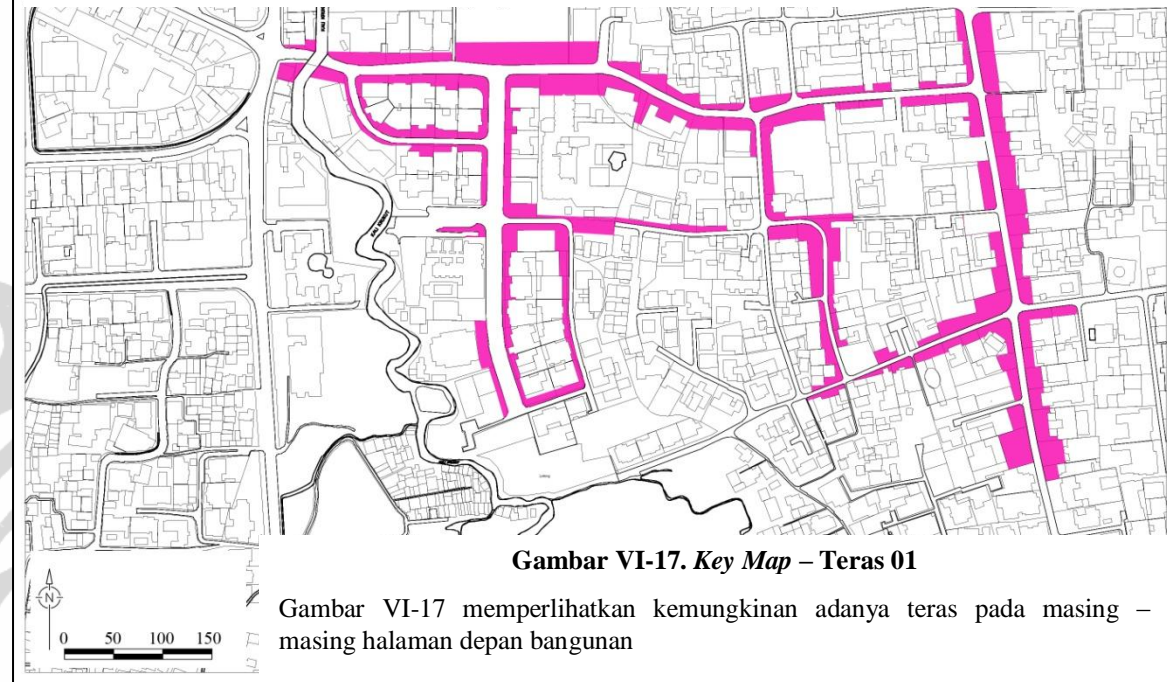 Gambar VI-17. Key Map – Teras 01
Gambar VI-17 memperlihatkan kemungkinan adanya teras pada masing –
masing halaman depan bangunan
N
0 50 100 150